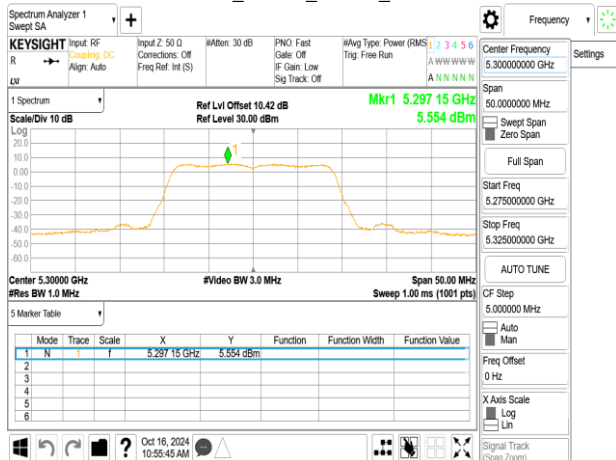 Spectrum Analyzer 1
Swept SA
+
Frequency
KEYSIGHT
R
LXI
Input: RF
Coupling: DC
Align: Auto
Input Z: 50 Ω
Corrections: Off
Freq Ref: Int (S)
#Atten: 30 dB
PNO: Fast
Gate: Off
IF Gain: Low
Sig Track: Off
#Avg Type: Power (RMS
Trig: Free Run
1 2 3 4 5 6
A W W W W W
A N N N N N
Center Frequency
5.300000000 GHz
Settings
1 Spectrum
Scale/Div 10 dB
Ref Lvl Offset 10.42 dB
Ref Level 30.00 dBm
Mkr1 5.297 15 GHz
5.554 dBm
Log
20.0
10.0
0.00
-10.0
-20.0
-30.0
-40.0
-50.0
-60.0
1
Center 5.30000 GHz
#Res BW 1.0 MHz
#Video BW 3.0 MHz
Span 50.00 MHz
Sweep 1.00 ms (1001 pts)
Span
50.0000000 MHz
Swept Span
Zero Span
Full Span
Start Freq
5.275000000 GHz
Stop Freq
5.325000000 GHz
AUTO TUNE
CF Step
5.000000 MHz
Auto
Man
Freq Offset
0 Hz
X Axis Scale
Log
Lin
Signal Track
(Span Zoom)
5 Marker Table
Mode Trace Scale X Y Function Function Width Function Value
1 N 1 f 5.297 15 GHz 5.554 dBm
2
3
4
5
6
?
Oct 16, 2024
10:55:45 AM